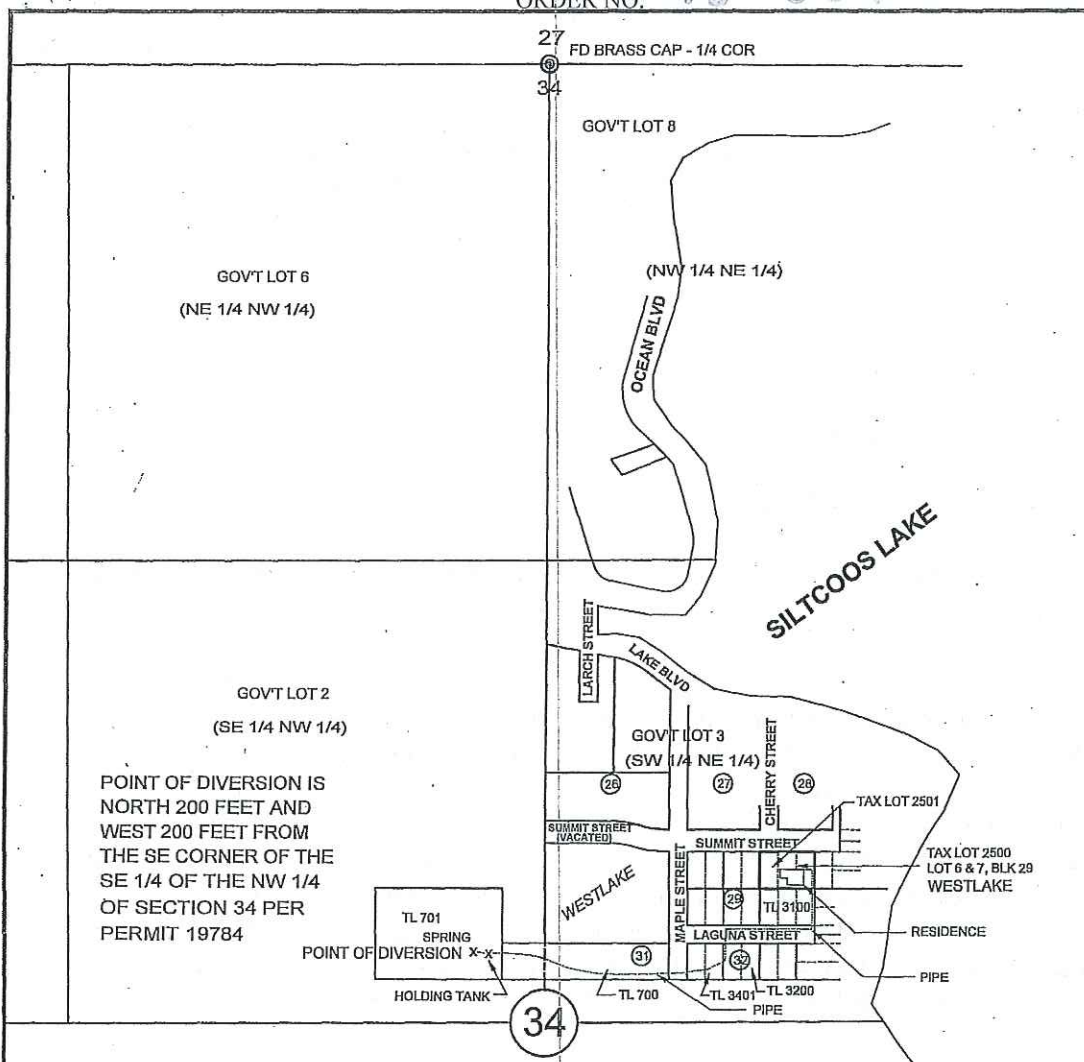 ORDER NO.
27
FD BRASS CAP - 1/4 COR
34
GOV'T LOT 8
GOV'T LOT 6
(NE 1/4 NW 1/4)
(NW 1/4 NE 1/4)
OCEAN BLVD
SILTCOOS LAKE
LARCH STREET
LAKE BLVD
GOV'T LOT 2
(SE 1/4 NW 1/4)
GOV'T LOT 3
(SW 1/4 NE 1/4)
CHERRY STREET
26
27
28
POINT OF DIVERSION IS
NORTH 200 FEET AND
WEST 200 FEET FROM
THE SE CORNER OF THE
SE 1/4 OF THE NW 1/4
OF SECTION 34 PER
PERMIT 19784
TAX LOT 2501
SUMMIT STREET
(VACATED)
SUMMIT STREET
TAX LOT 2500
LOT 6 & 7, BLK 29
WESTLAKE
WESTLAKE
MAPLE STREET
29
TL 3100
TL 701
SPRING
LAGUNA STREET
RESIDENCE
POINT OF DIVERSION X X
31
32
PIPE
HOLDING TANK
TL 700
TL 3401
TL 3200
PIPE
34